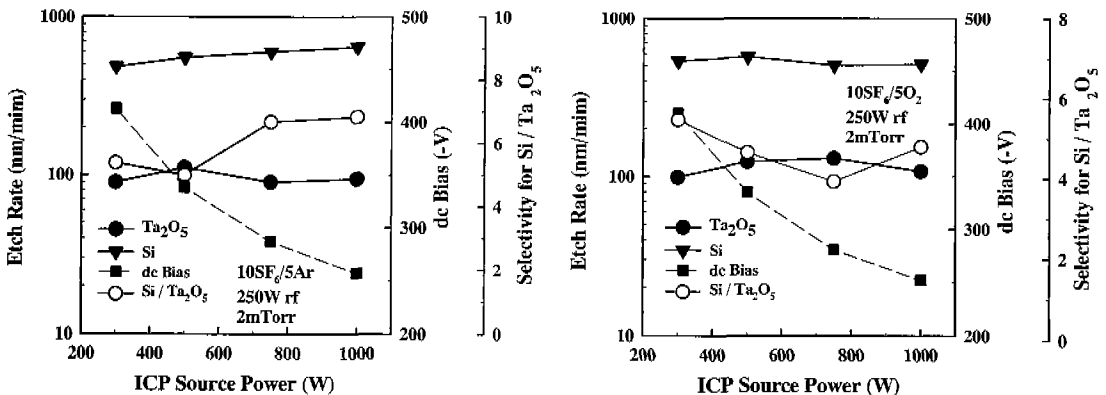 1000
100
10
Etch Rate (nm/mim)
200 400 600 800 1000
ICP Source Power (W)
500
400
300
200
dc Bias (-V)
10
8
6
4
2
0
Selectivity for Si / Ta2O5
Ta2O5
Si
dc Bias
Si / Ta2O5
10SF6/5Ar
250W rf
2mTorr
1000
100
10
Etch Rate (nm/mim)
200 400 600 800 1000
ICP Source Power (W)
500
400
300
200
dc Bias (-V)
8
6
4
2
0
Selectivity for Si / Ta2O5
10SF6/5O2
250W rf
2mTorr
Ta2O5
Si
dc Bias
Si / Ta2O5